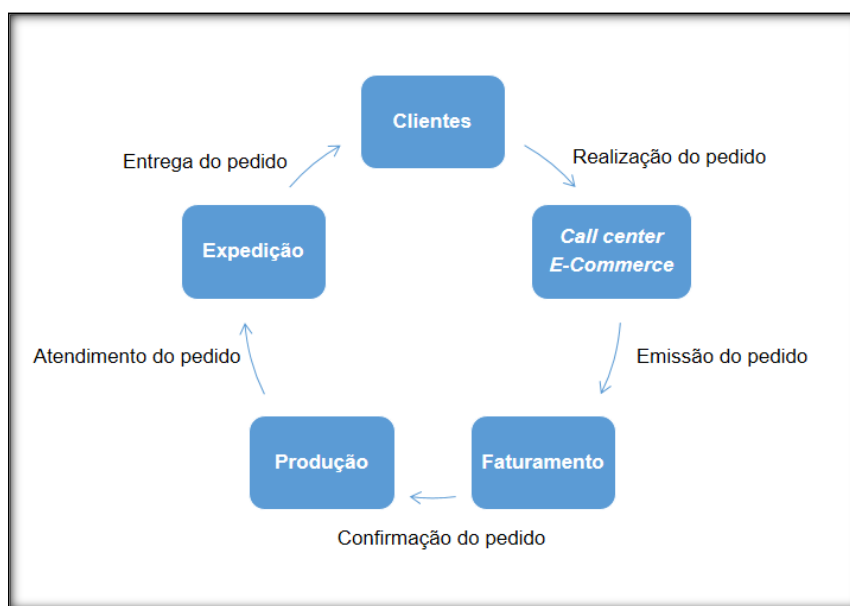 Clientes
Realização do pedido
Call center
E-Commerce
Emissão do pedido
Faturamento
Confirmação do pedido
Produção
Atendimento do pedido
Expedição
Entrega do pedido